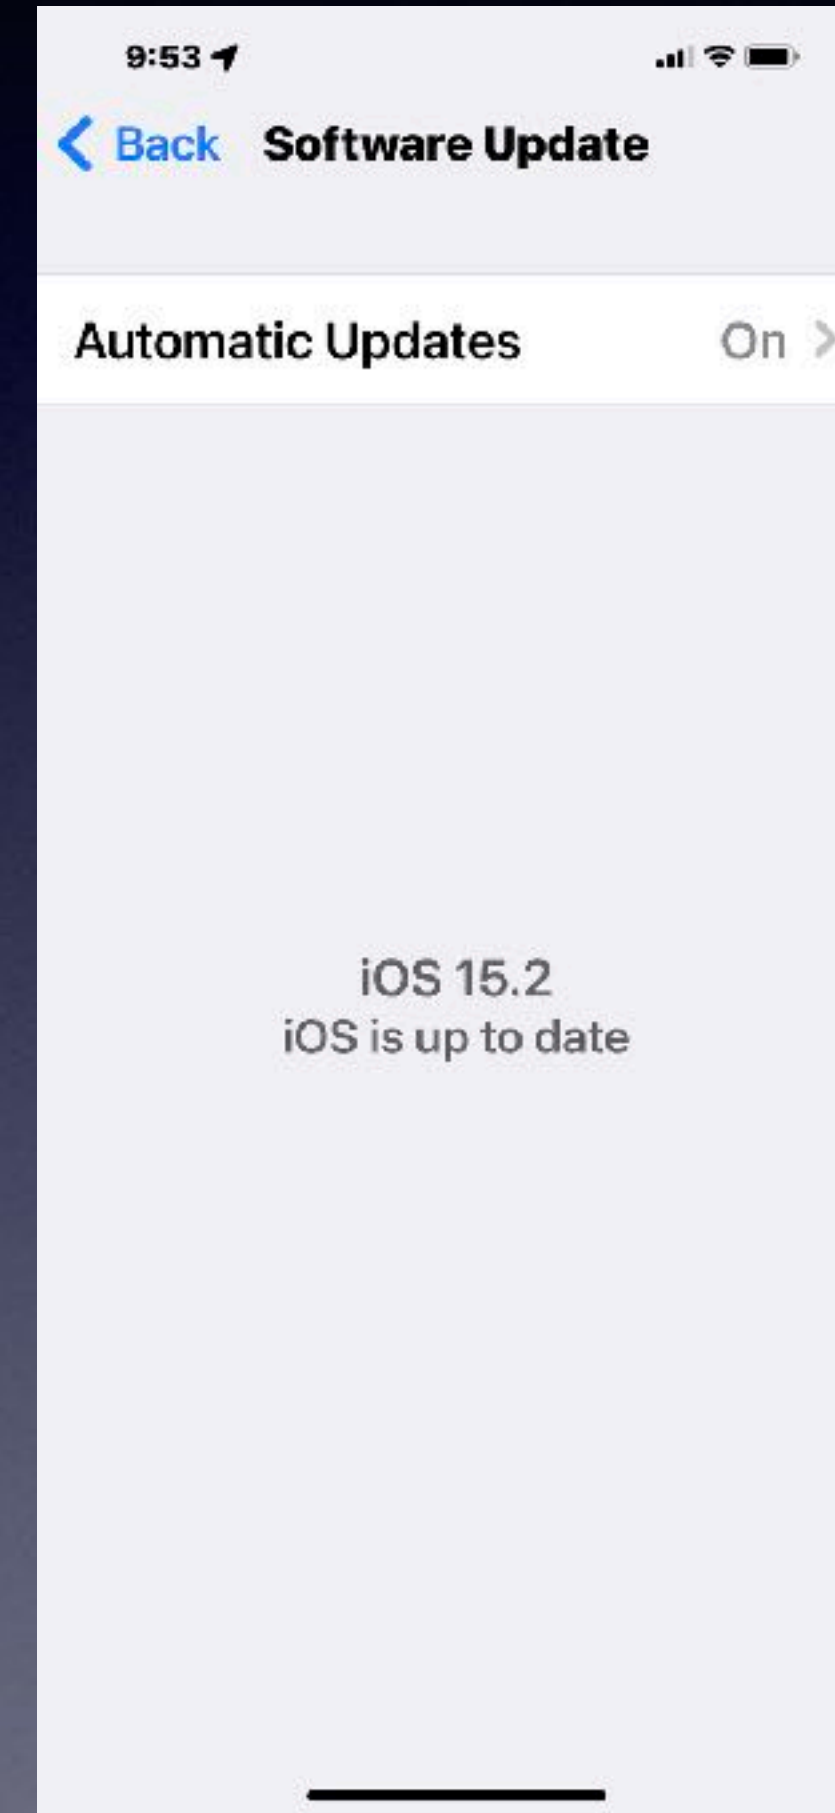 9:53
Back Software Update
Automatic Updates On
iOS 15.2
iOS is up to date